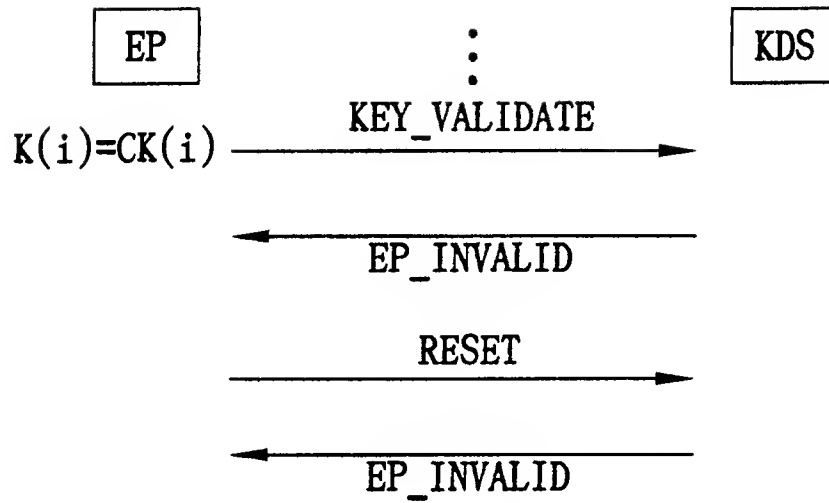 EP
KDS
KEY_VALIDATE
K(i)=CK(i)
EP_INVALID
RESET
EP_INVALID